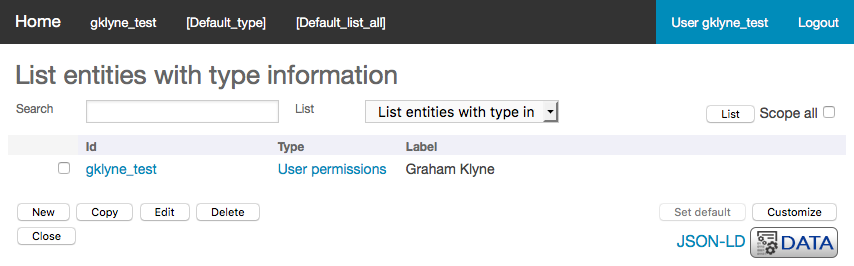 Home gklyne_test [Default_type] [Default_list_all] User gklyne_test Logout
List entities with type information
Search List List entities with type in List Scope all
Id Type Label
gklyne_test User permissions Graham Klyne
New Copy Edit Delete Set default Customize
Close JSON-LD DATA